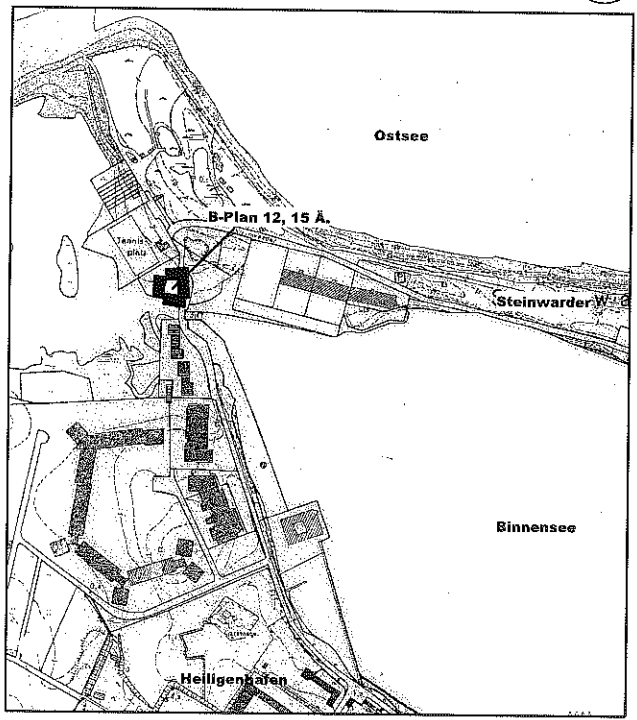 Ostsee
B-Plan 12, 15 Ä.
Tennis-
platz
Steinwarder
Binnensee
Heiligenhafen